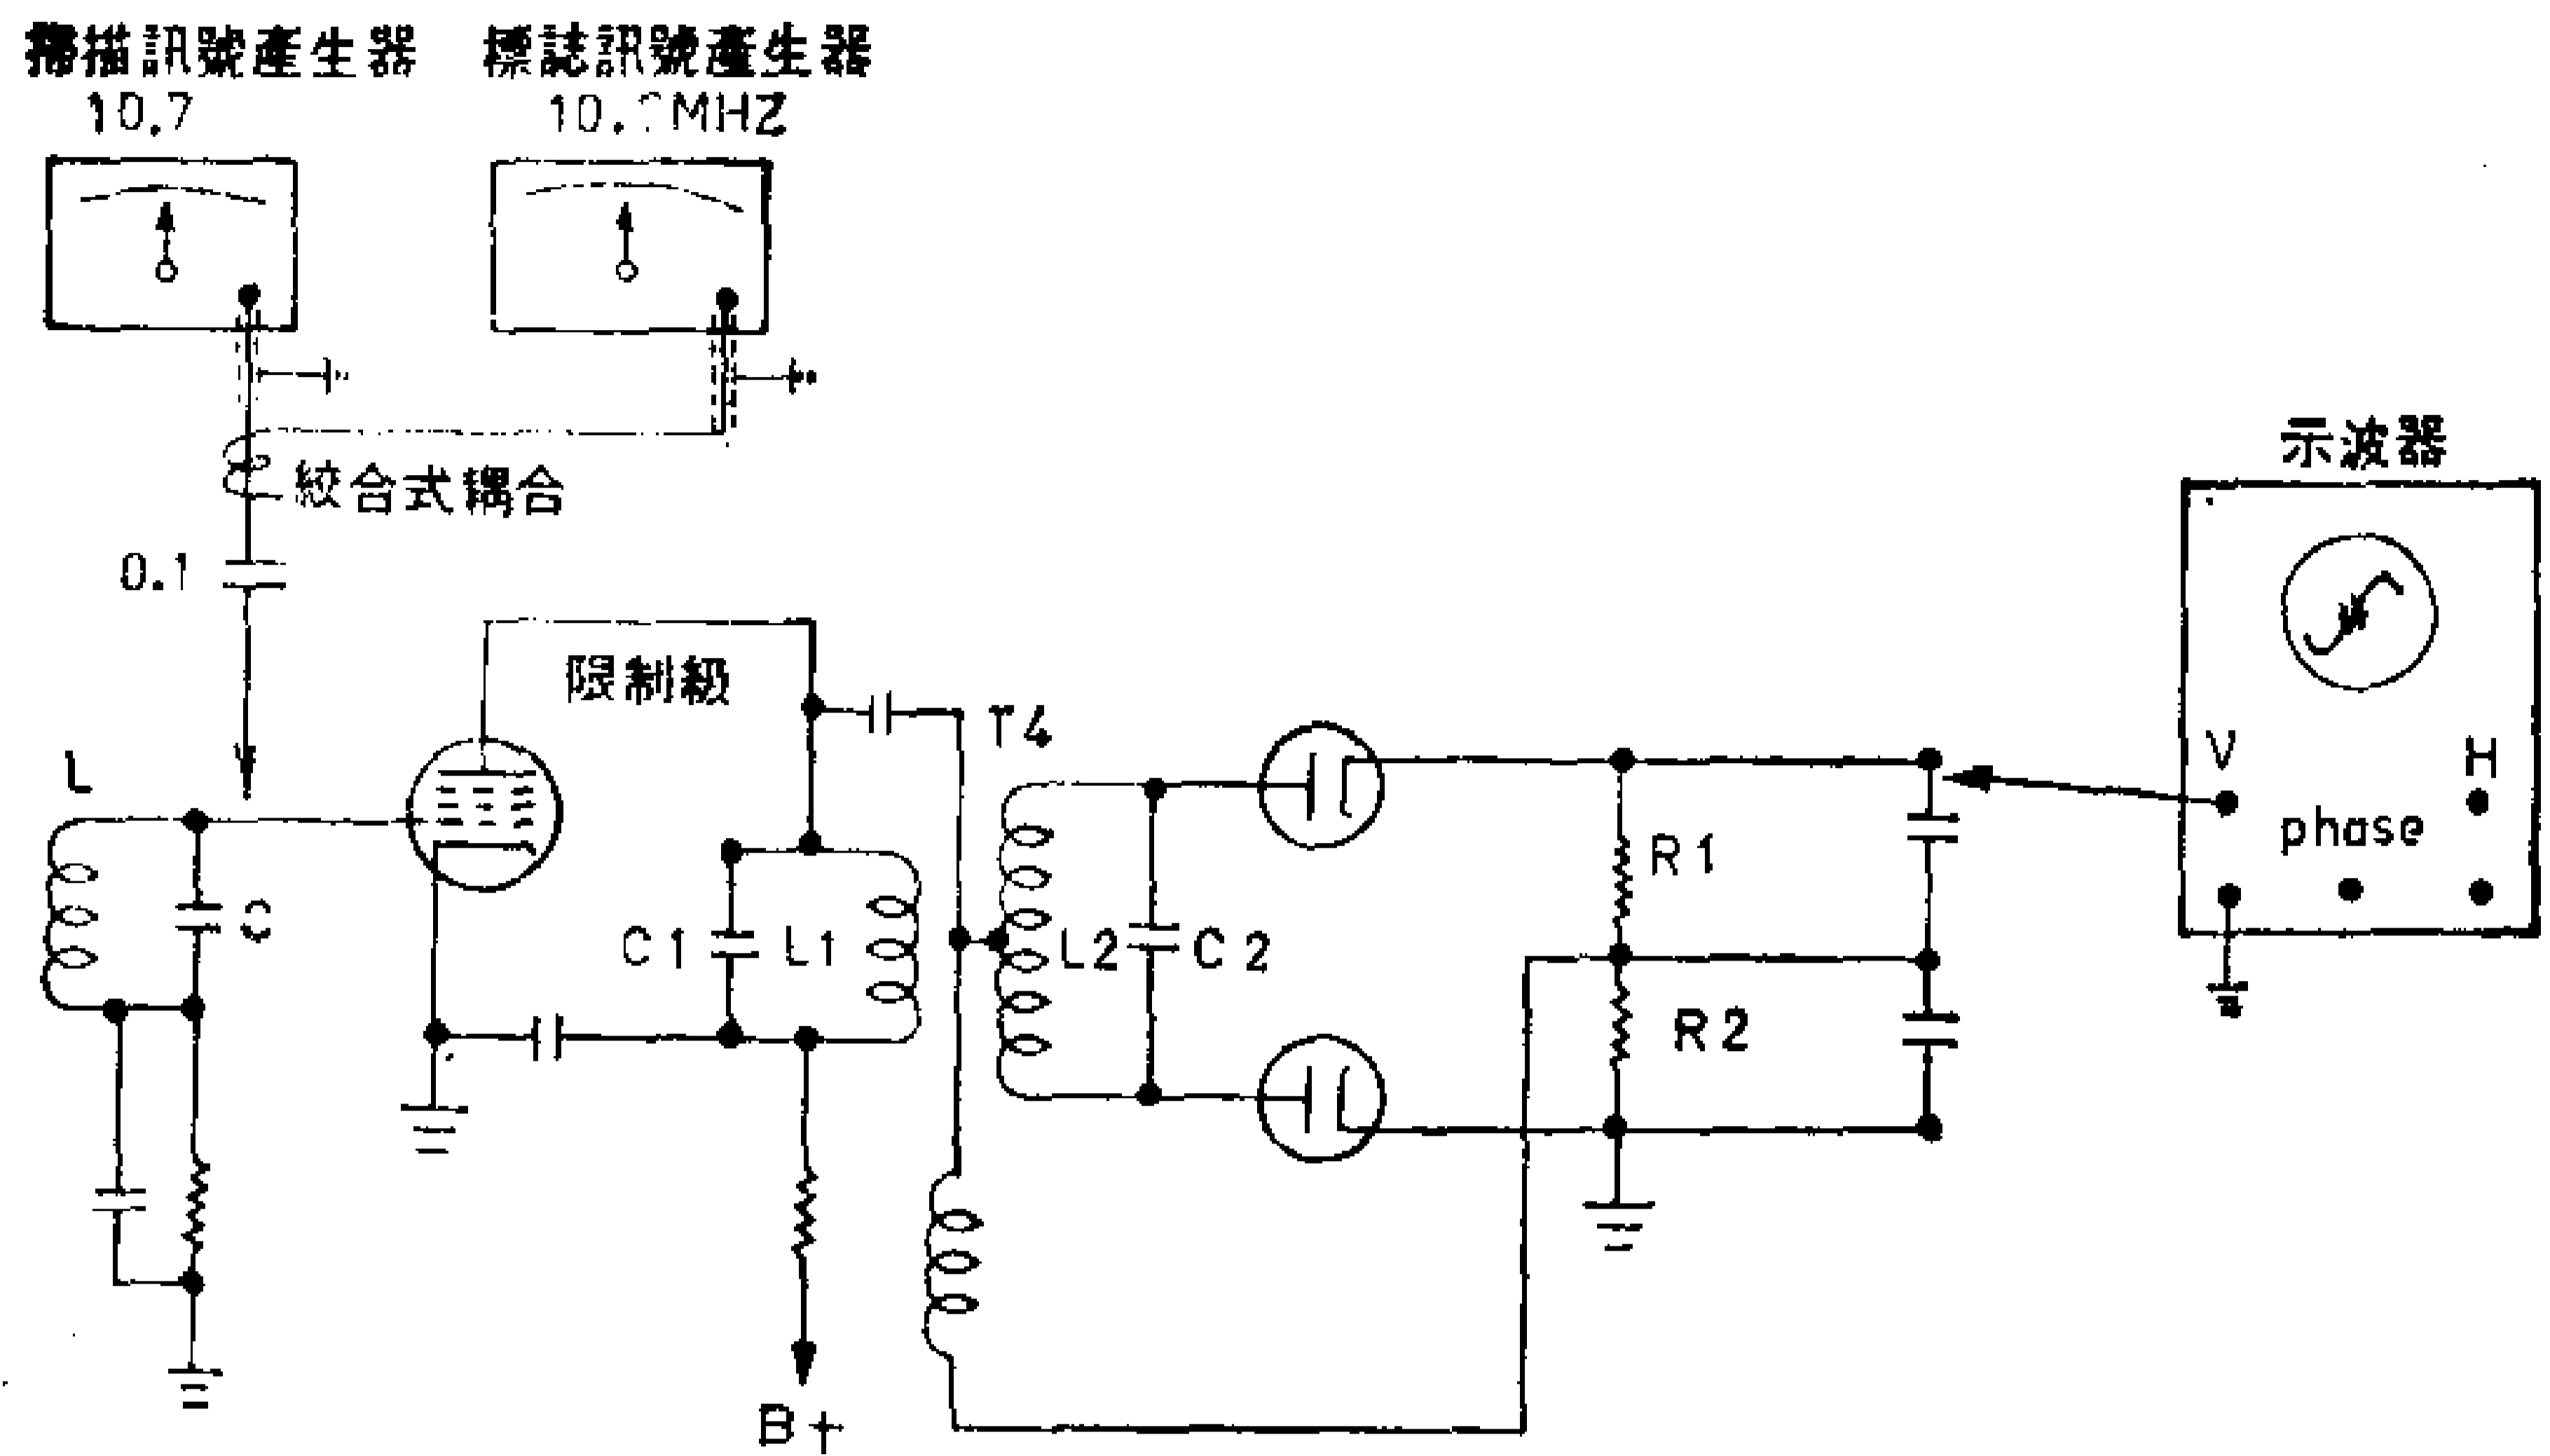 掃描訊號產生器
10.7
標誌訊號產生器
10.?MHZ
絞合式耦合
0.1
限制級
L
C
C1
L1
T4
L2
C2
R1
R2
B+
示波器
V
H
phase